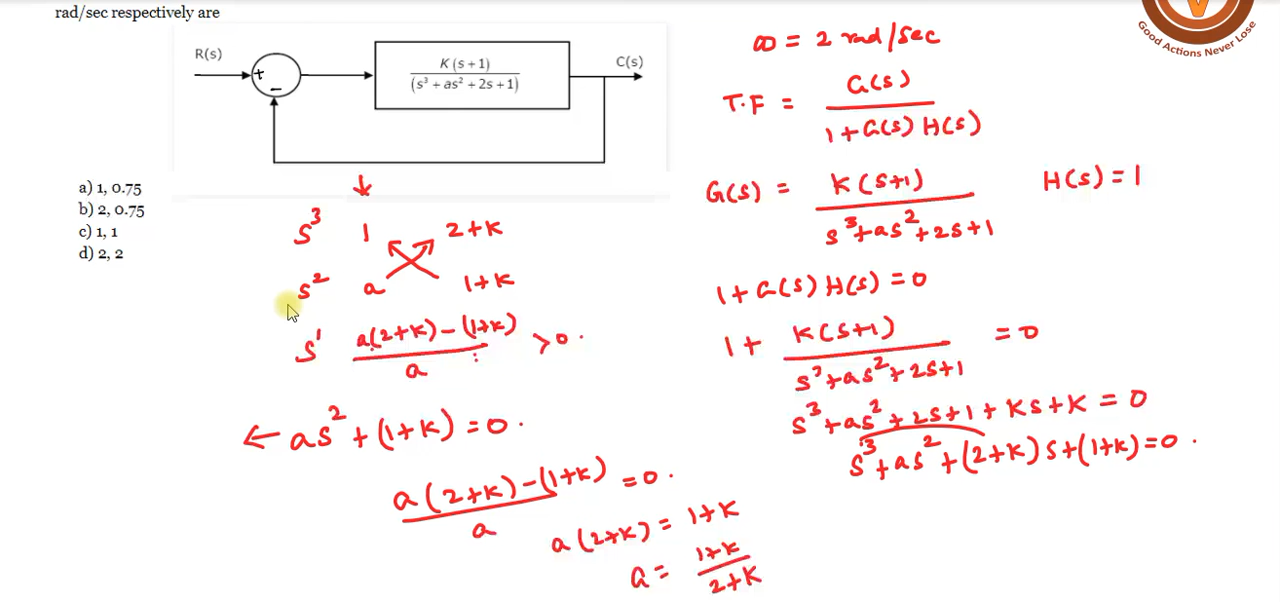 rad/sec respectively are
R(s)
+
-
K (s + 1)
(s³ + as² + 2s + 1)
C(s)
a) 1, 0.75
b) 2, 0.75
c) 1, 1
d) 2, 2
s³ 1 2+K
s² a 1+K
s¹ a(2+K) - (1+K) / a > 0.
← as² + (1+K) = 0.
a(2+K) - (1+K) / a = 0.
a(2+K) = 1+K
a = 1+K / 2+K
Good Actions Never Lose
ω = 2 rad/sec
T.F = G(s) / 1+G(s) H(s)
G(s) = K(s+1) / s³+as²+2s+1 H(s) = 1
1+G(s) H(s) = 0
1 + K(s+1) / s³+as²+2s+1 = 0
s³+as²+2s+1+Ks+K = 0
s³+as²+(2+K)s+(1+K)=0.